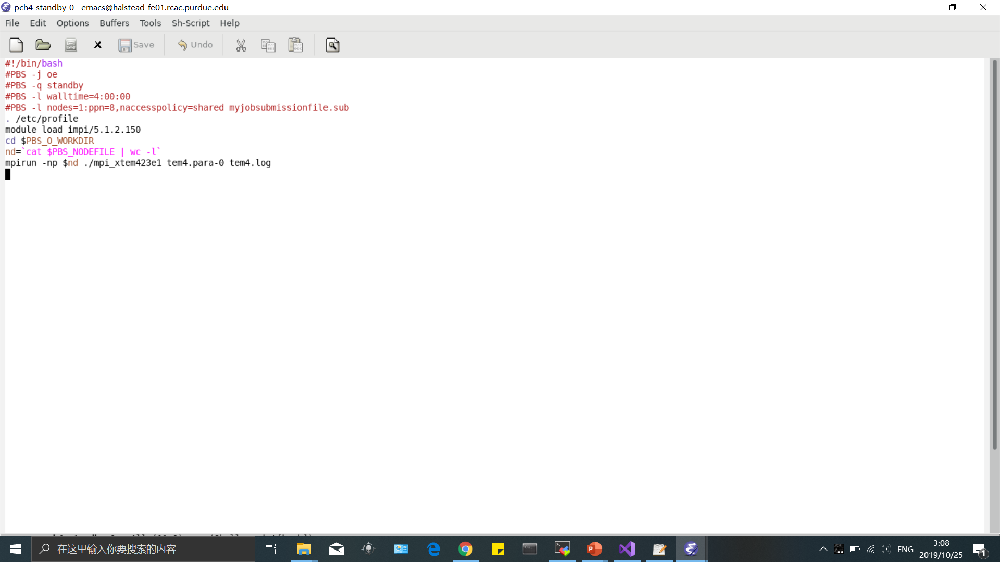 pch4-standby-0 - emacs@halstead-fe01.rcac.purdue.edu
File Edit Options Buffers Tools Sh-Script Help
Save Undo
#!/bin/bash
#PBS -j oe
#PBS -q standby
#PBS -l walltime=4:00:00
#PBS -l nodes=1:ppn=8,naccesspolicy=shared myjobsubmissionfile.sub
. /etc/profile
module load impi/5.1.2.150
cd $PBS_O_WORKDIR
nd=`cat $PBS_NODEFILE | wc -l`
mpirun -np $nd ./mpi_xtem423e1 tem4.para-0 tem4.log
在这里输入你要搜索的内容
ENG
3:08
2019/10/25
1